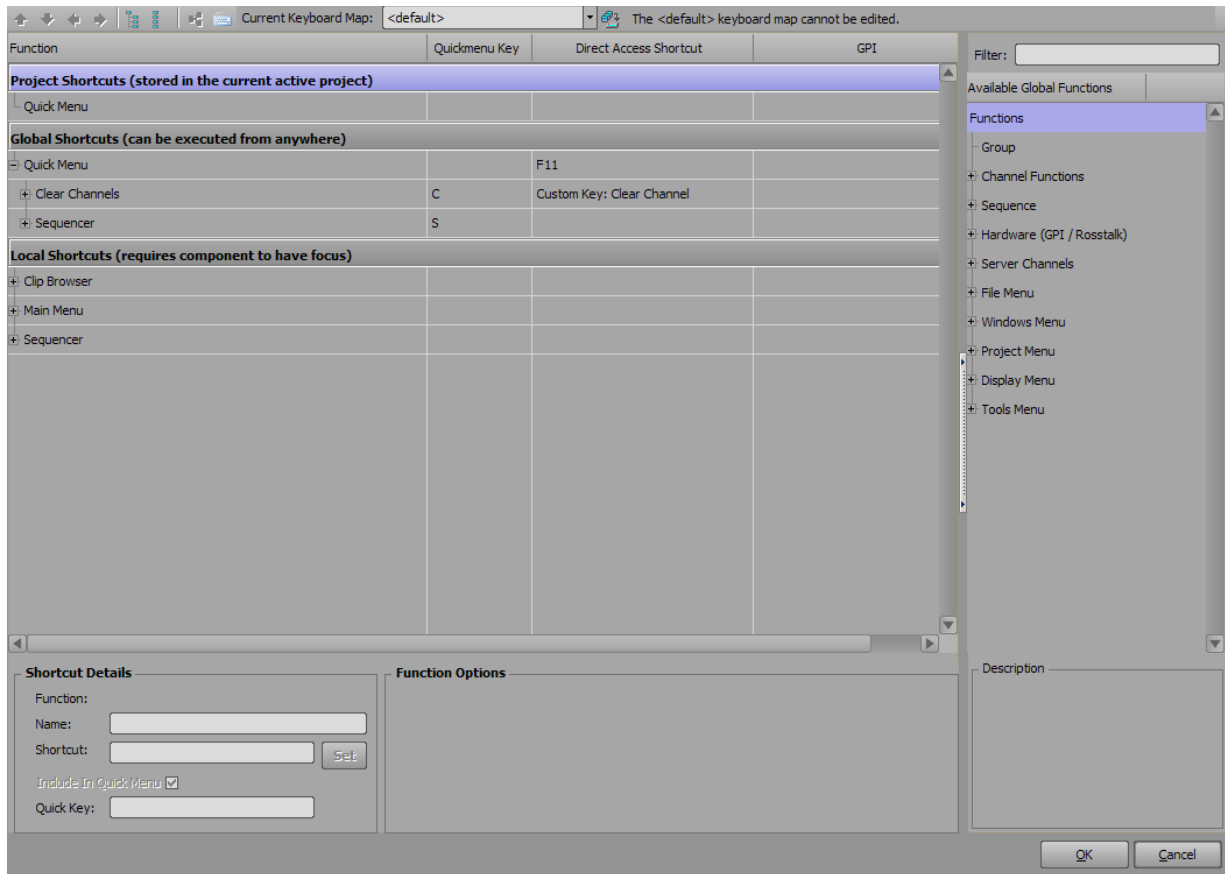 Current Keyboard Map: <default> The <default> keyboard map cannot be edited.
Function Quickmenu Key Direct Access Shortcut GPI
Project Shortcuts (stored in the current active project)
Quick Menu
Global Shortcuts (can be executed from anywhere)
Quick Menu F11
Clear Channels C Custom Key: Clear Channel
Sequencer S
Local Shortcuts (requires component to have focus)
Clip Browser
Main Menu
Sequencer
Filter:
Available Global Functions
Functions
Group
Channel Functions
Sequence
Hardware (GPI / Rosstalk)
Server Channels
File Menu
Windows Menu
Project Menu
Display Menu
Tools Menu
Shortcut Details
Function:
Name:
Shortcut: Set
Include In Quick Menu
Quick Key:
Function Options
Description
OK Cancel